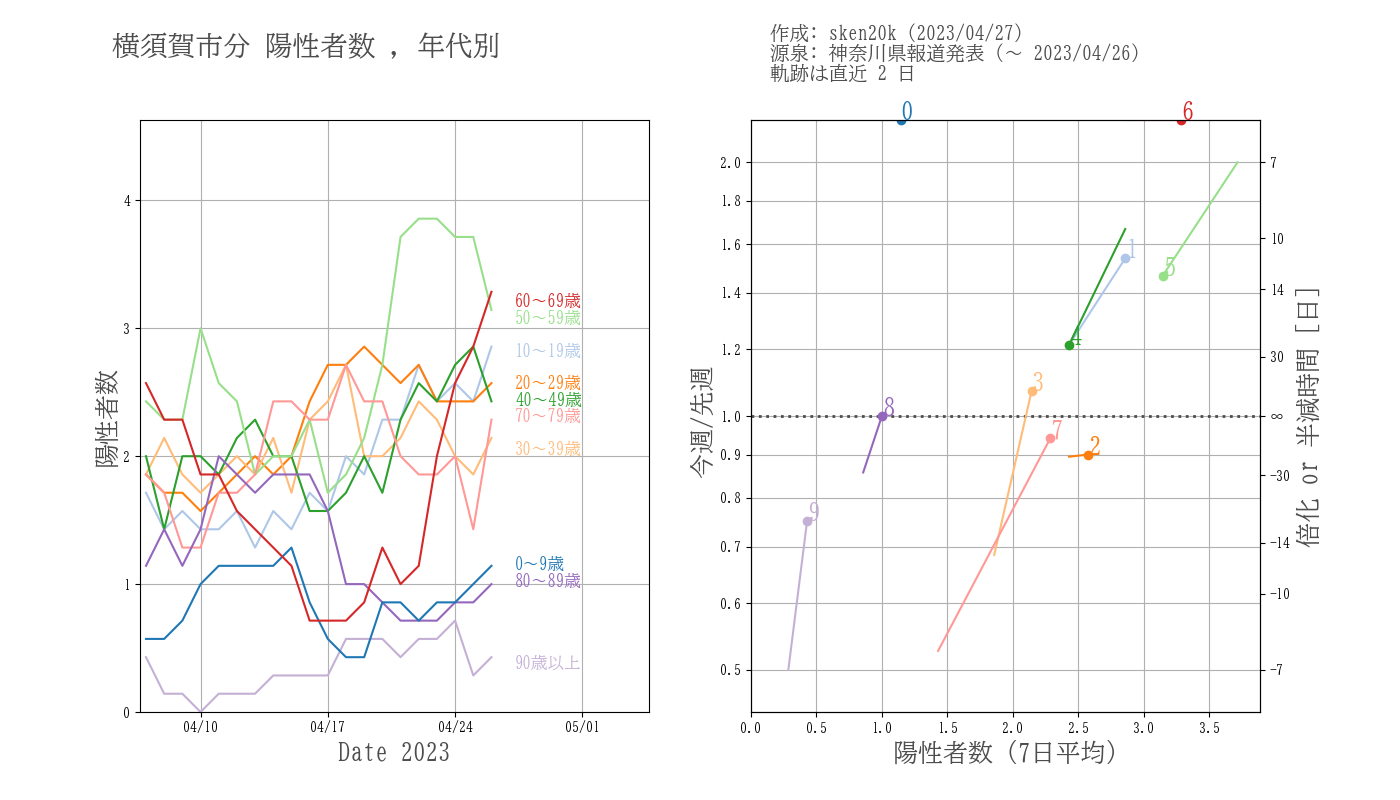 横須賀市分 陽性者数 , 年代別
作成: sken20k (2023/04/27)
源泉: 神奈川県報道発表 (〜 2023/04/26)
軌跡は直近 2 日
陽性者数
4
3
2
1
0
04/10
04/17
04/24
05/01
Date 2023
60〜69歳
50〜59歳
10〜19歳
20〜29歳
40〜49歳
70〜79歳
30〜39歳
0〜9歳
80〜89歳
90歳以上
今週/先週
2.0
1.8
1.6
1.4
1.2
1.0
0.9
0.8
0.7
0.6
0.5
0.0
0.5
1.0
1.5
2.0
2.5
3.0
3.5
陽性者数 (7日平均)
0
6
1
5
4
3
8
7
2
9
7
10
14
30
∞
−30
−14
−10
−7
倍化 or 半減時間 [日]